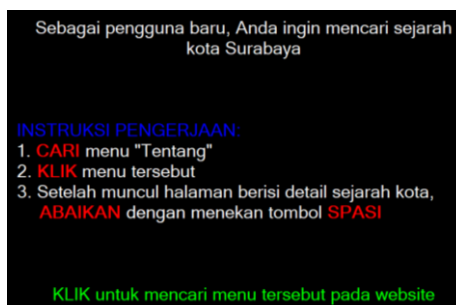 Sebagai pengguna baru, Anda ingin mencari sejarah
kota Surabaya
INSTRUKSI PENGERJAAN:
1. CARI menu "Tentang"
2. KLIK menu tersebut
3. Setelah muncul halaman berisi detail sejarah kota,
ABAIKAN dengan menekan tombol SPASI
KLIK untuk mencari menu tersebut pada website